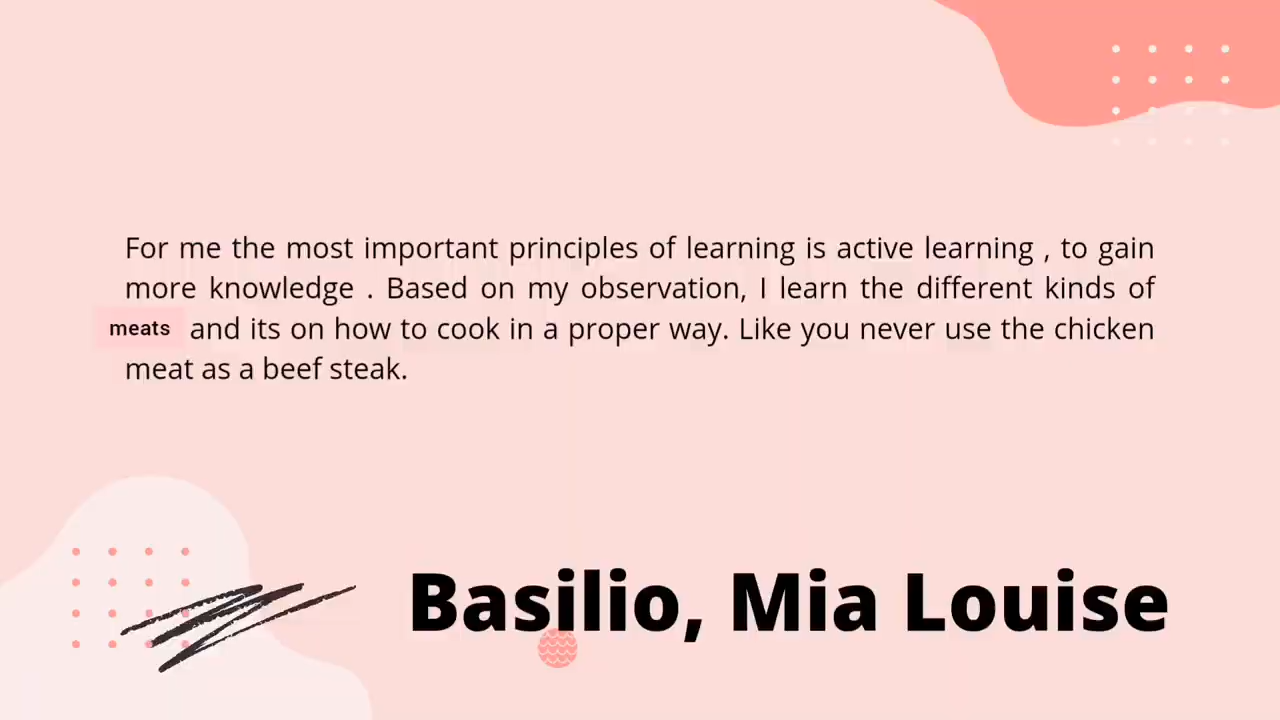 For me the most important principles of learning is active learning , to gain
more knowledge . Based on my observation, I learn the different kinds of
meats and its on how to cook in a proper way. Like you never use the chicken
meat as a beef steak.
Basilio, Mia Louise